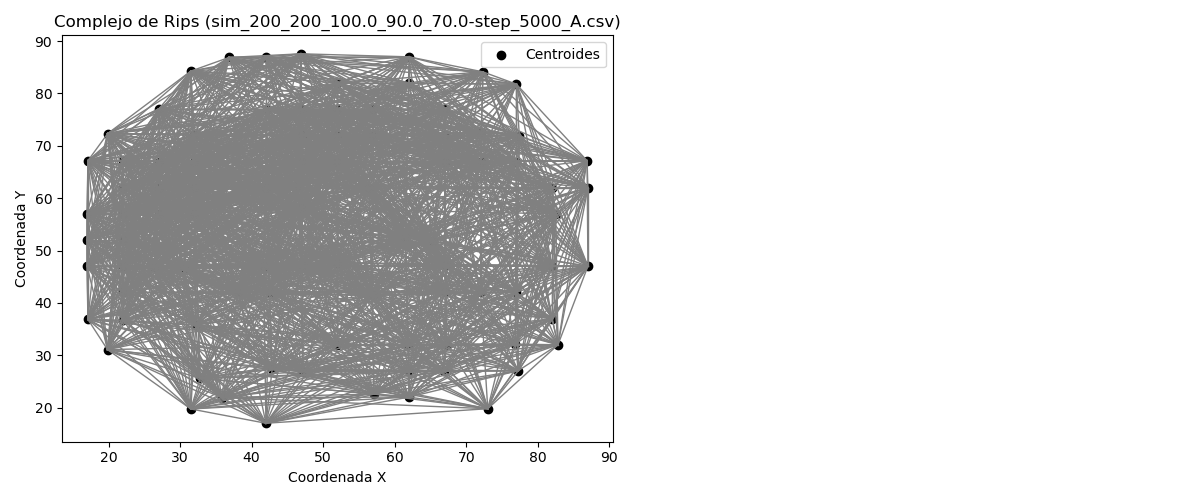 Complejo de Rips (sim_200_200_100.0_90.0_70.0-step_5000_A.csv)
Centroides
Coordenada Y
90
80
70
60
50
40
30
20
20 30 40 50 60 70 80 90
Coordenada X